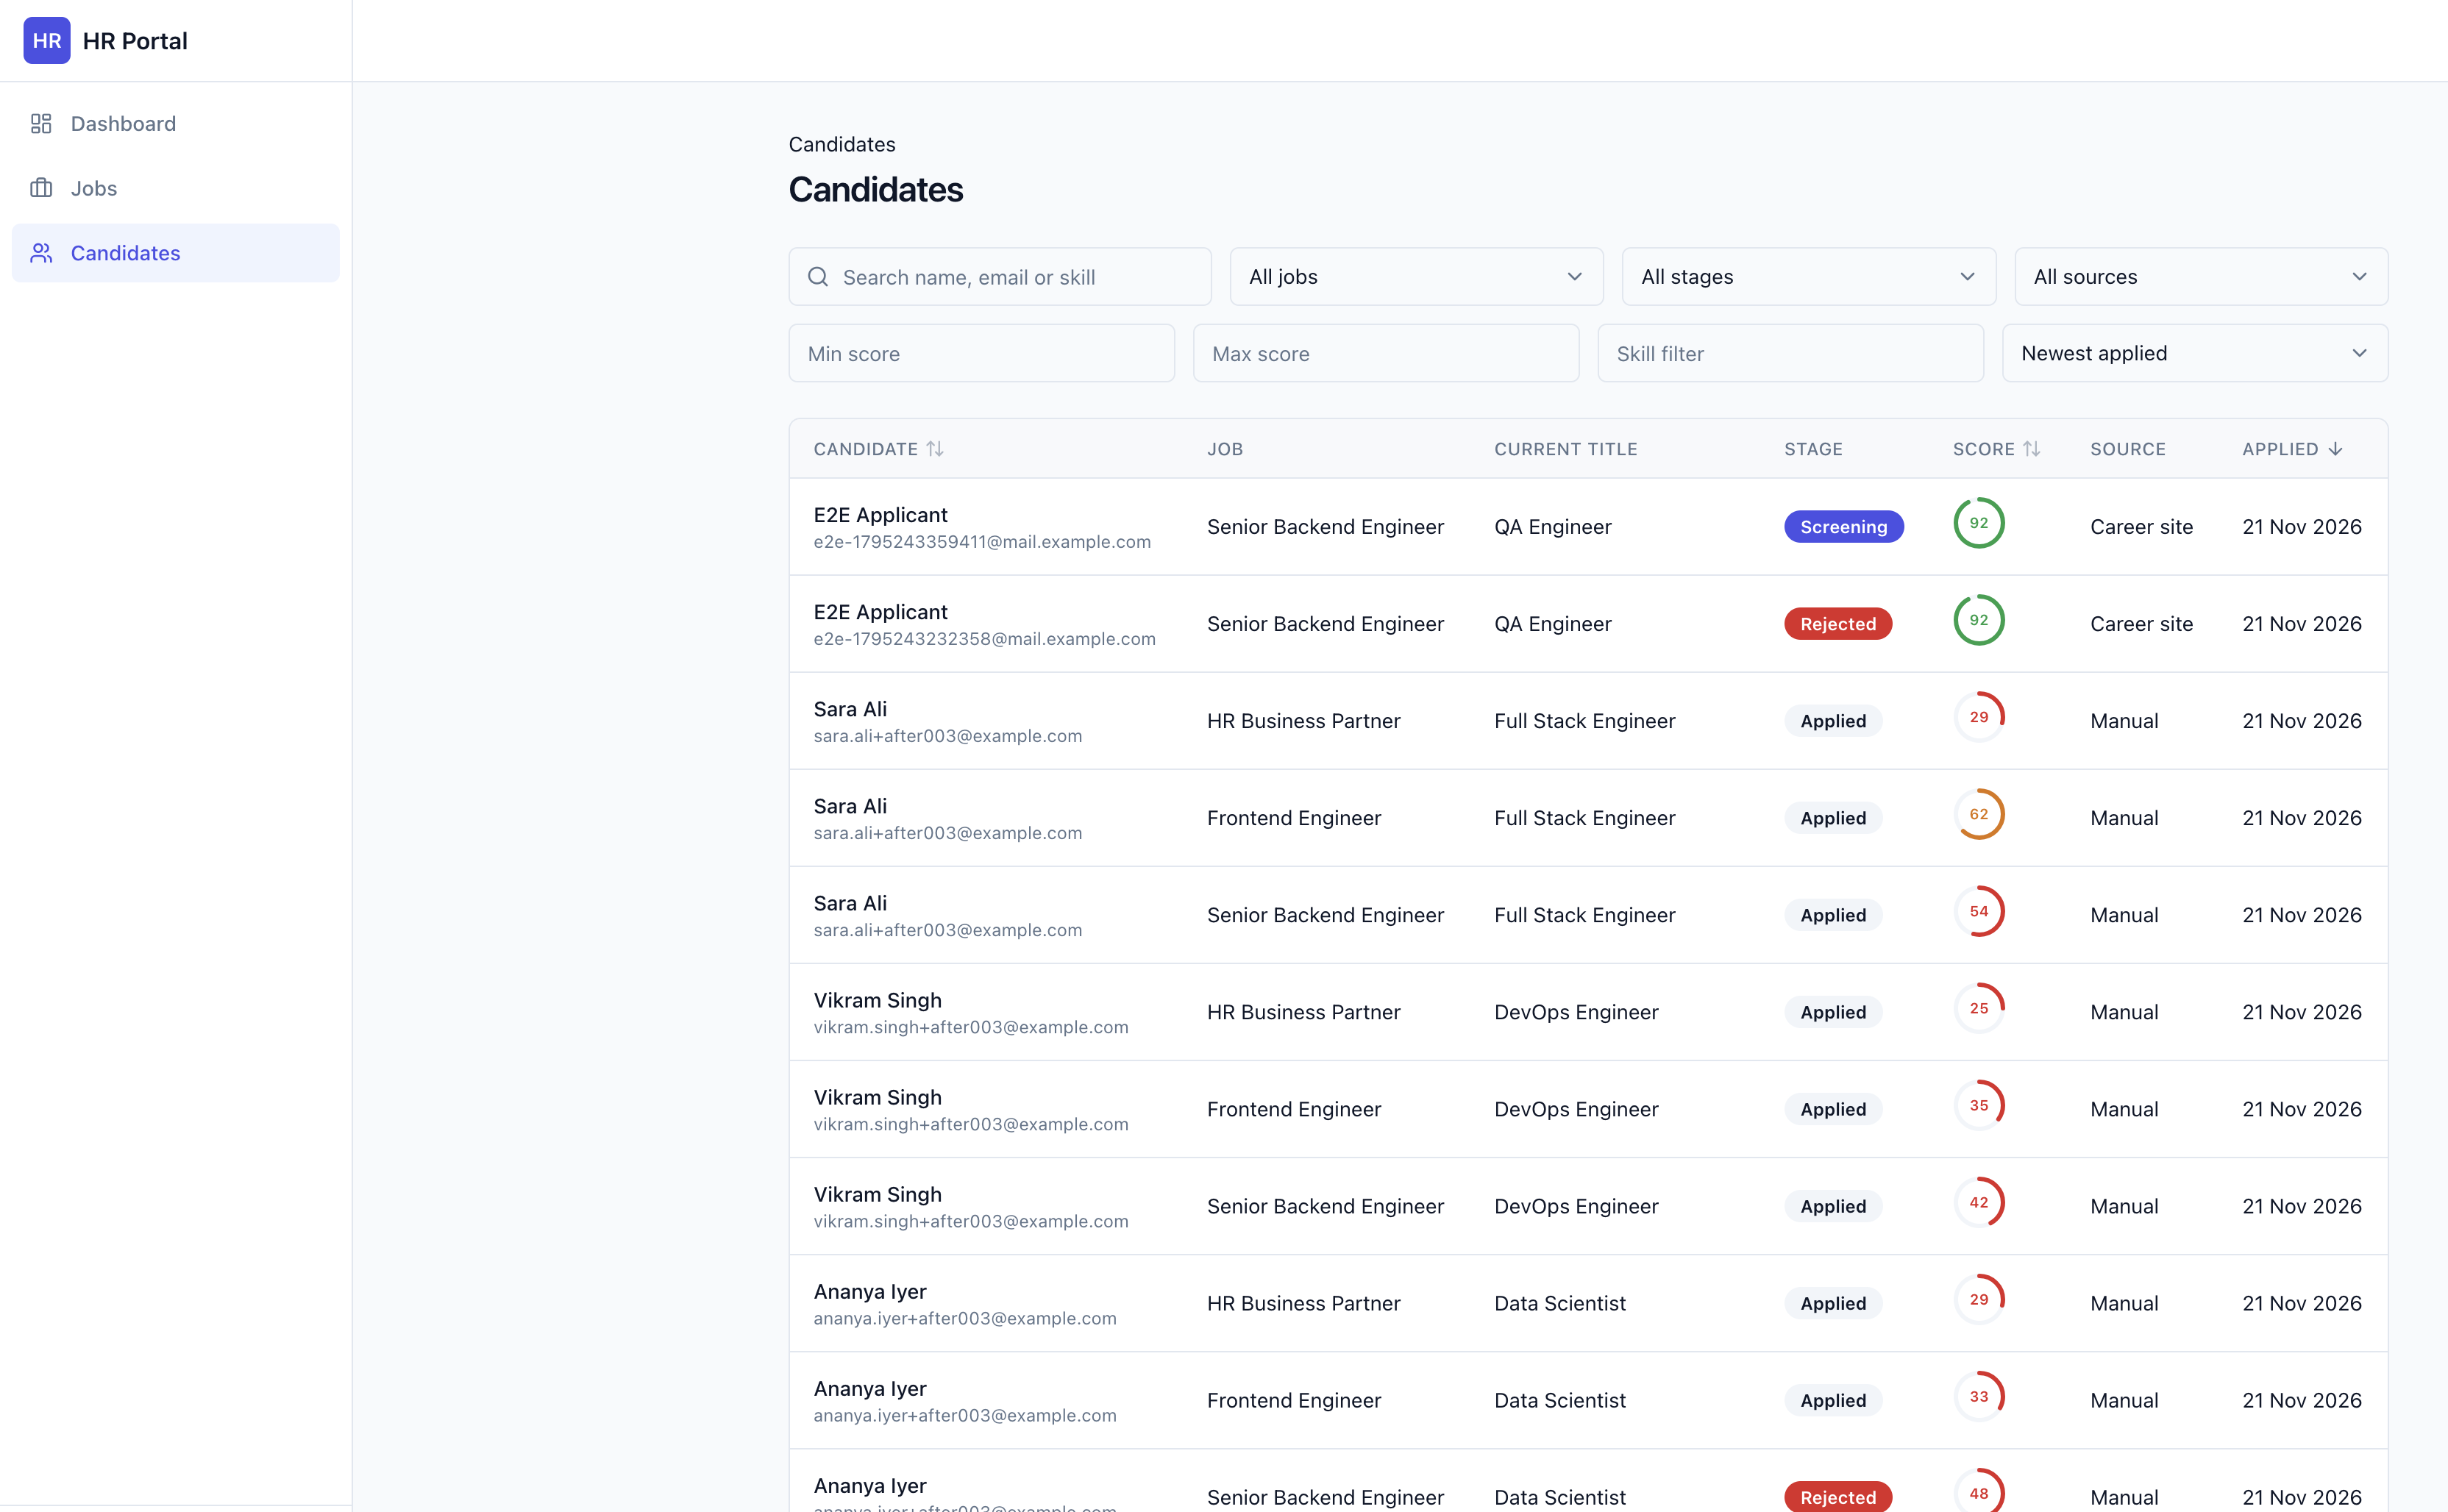 HR HR Portal
Dashboard
Jobs
Candidates
Candidates
Candidates
Search name, email or skill All jobs All stages All sources
Min score Max score Skill filter Newest applied
CANDIDATE JOB CURRENT TITLE STAGE SCORE SOURCE APPLIED
E2E Applicant
e2e-1795243359411@mail.example.com Senior Backend Engineer QA Engineer Screening 92 Career site 21 Nov 2026
E2E Applicant
e2e-1795243232358@mail.example.com Senior Backend Engineer QA Engineer Rejected 92 Career site 21 Nov 2026
Sara Ali
sara.ali+after003@example.com HR Business Partner Full Stack Engineer Applied 29 Manual 21 Nov 2026
Sara Ali
sara.ali+after003@example.com Frontend Engineer Full Stack Engineer Applied 62 Manual 21 Nov 2026
Sara Ali
sara.ali+after003@example.com Senior Backend Engineer Full Stack Engineer Applied 54 Manual 21 Nov 2026
Vikram Singh
vikram.singh+after003@example.com HR Business Partner DevOps Engineer Applied 25 Manual 21 Nov 2026
Vikram Singh
vikram.singh+after003@example.com Frontend Engineer DevOps Engineer Applied 35 Manual 21 Nov 2026
Vikram Singh
vikram.singh+after003@example.com Senior Backend Engineer DevOps Engineer Applied 42 Manual 21 Nov 2026
Ananya Iyer
ananya.iyer+after003@example.com HR Business Partner Data Scientist Applied 29 Manual 21 Nov 2026
Ananya Iyer
ananya.iyer+after003@example.com Frontend Engineer Data Scientist Applied 33 Manual 21 Nov 2026
Ananya Iyer
Senior Backend Engineer Data Scientist Rejected 48 Manual 21 Nov 2026